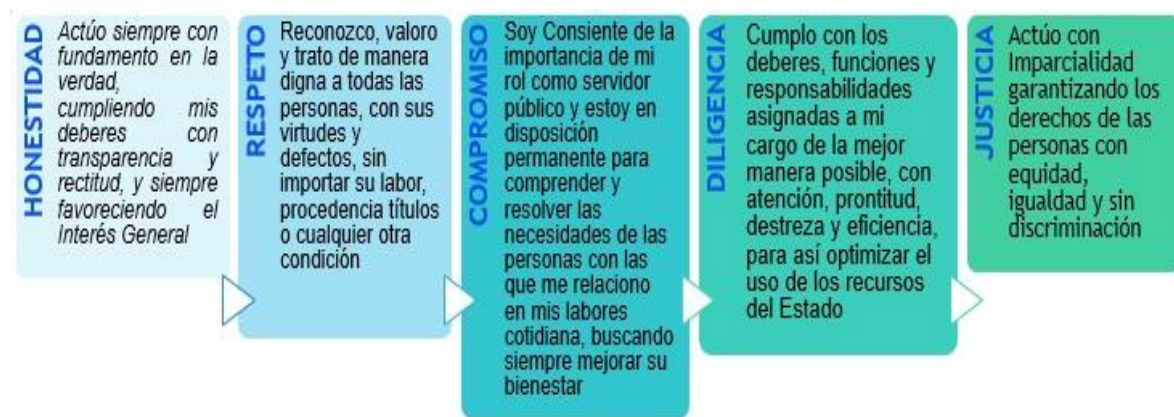 HONESTIDAD
Actúo siempre con
fundamento en la
verdad,
cumpliendo mis
deberes con
transparencia y
rectitud, y siempre
favoreciendo el
Interés General
RESPETO
Reconozco, valoro
y trato de manera
digna a todas las
personas, con sus
virtudes y
defectos, sin
importar su labor,
procedencia títulos
o cualquier otra
condición
COMPROMISO
Soy Consiente de la
importancia de mi
rol como servidor
público y estoy en
disposición
permanente para
comprender y
resolver las
necesidades de las
personas con las
que me relaciono
en mis labores
cotidiana, buscando
siempre mejorar su
bienestar
DILIGENCIA
Cumplo con los
deberes, funciones y
responsabilidades
asignadas a mi
cargo de la mejor
manera posible, con
atención, prontitud,
destreza y eficiencia,
para así optimizar el
uso de los recursos
del Estado
JUSTICIA
Actúo con
Imparcialidad
garantizando los
derechos de las
personas con
equidad,
igualdad y sin
discriminación